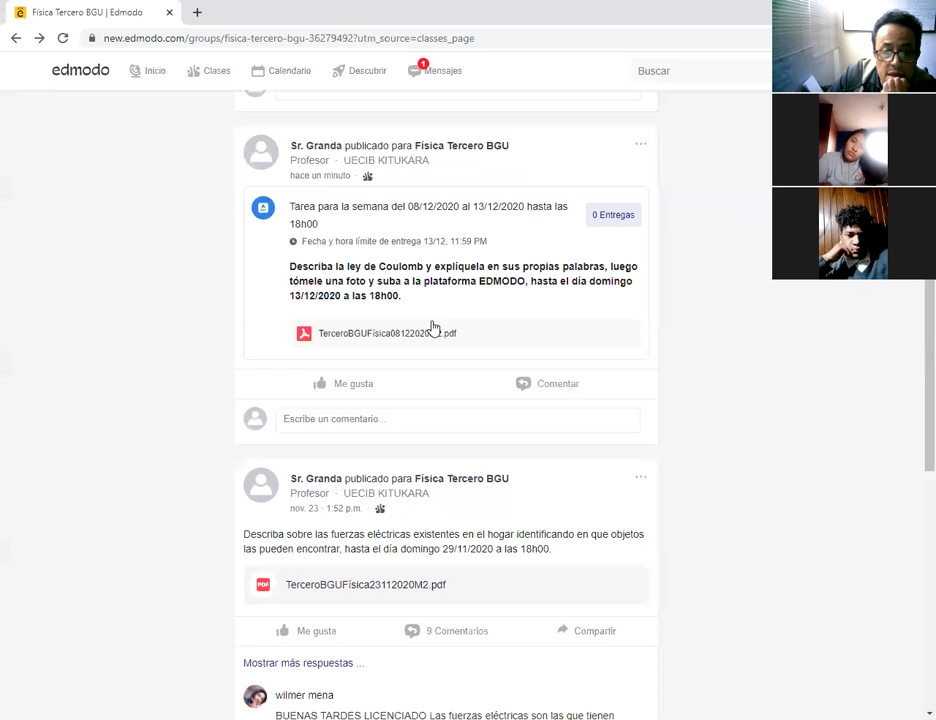 Física Tercero BGU | Edmodo
new.edmodo.com/groups/fisica-tercero-bgu-36279492?utm_source=classes_page
edmodo
Inicio
Clases
Calendario
Descubrir
1
Mensajes
Buscar
Sr. Granda publicado para Física Tercero BGU
Profesor · UECIB KITUKARA
hace un minuto ·
Tarea para la semana del 08/12/2020 al 13/12/2020 hasta las
18h00
0 Entregas
Fecha y hora límite de entrega 13/12, 11:59 PM
Describa la ley de Coulomb y explíquela en sus propias palabras, luego
tómele una foto y suba a la plataforma EDMODO, hasta el día domingo
13/12/2020 a las 18h00.
Me gusta
Comentar
Escribe un comentario...
Sr. Granda publicado para Física Tercero BGU
Profesor · UECIB KITUKARA
nov. 23 · 1:52 p.m. ·
Describa sobre las fuerzas eléctricas existentes en el hogar identificando en que objetos
las pueden encontrar, hasta el día domingo 29/11/2020 a las 18h00.
PDF
TerceroBGUFísica23112020M2.pdf
Me gusta
9 Comentarios
Compartir
Mostrar más respuestas ...
wilmer mena
BUENAS TARDES LICENCIADO Las fuerzas eléctricas son las que tienen